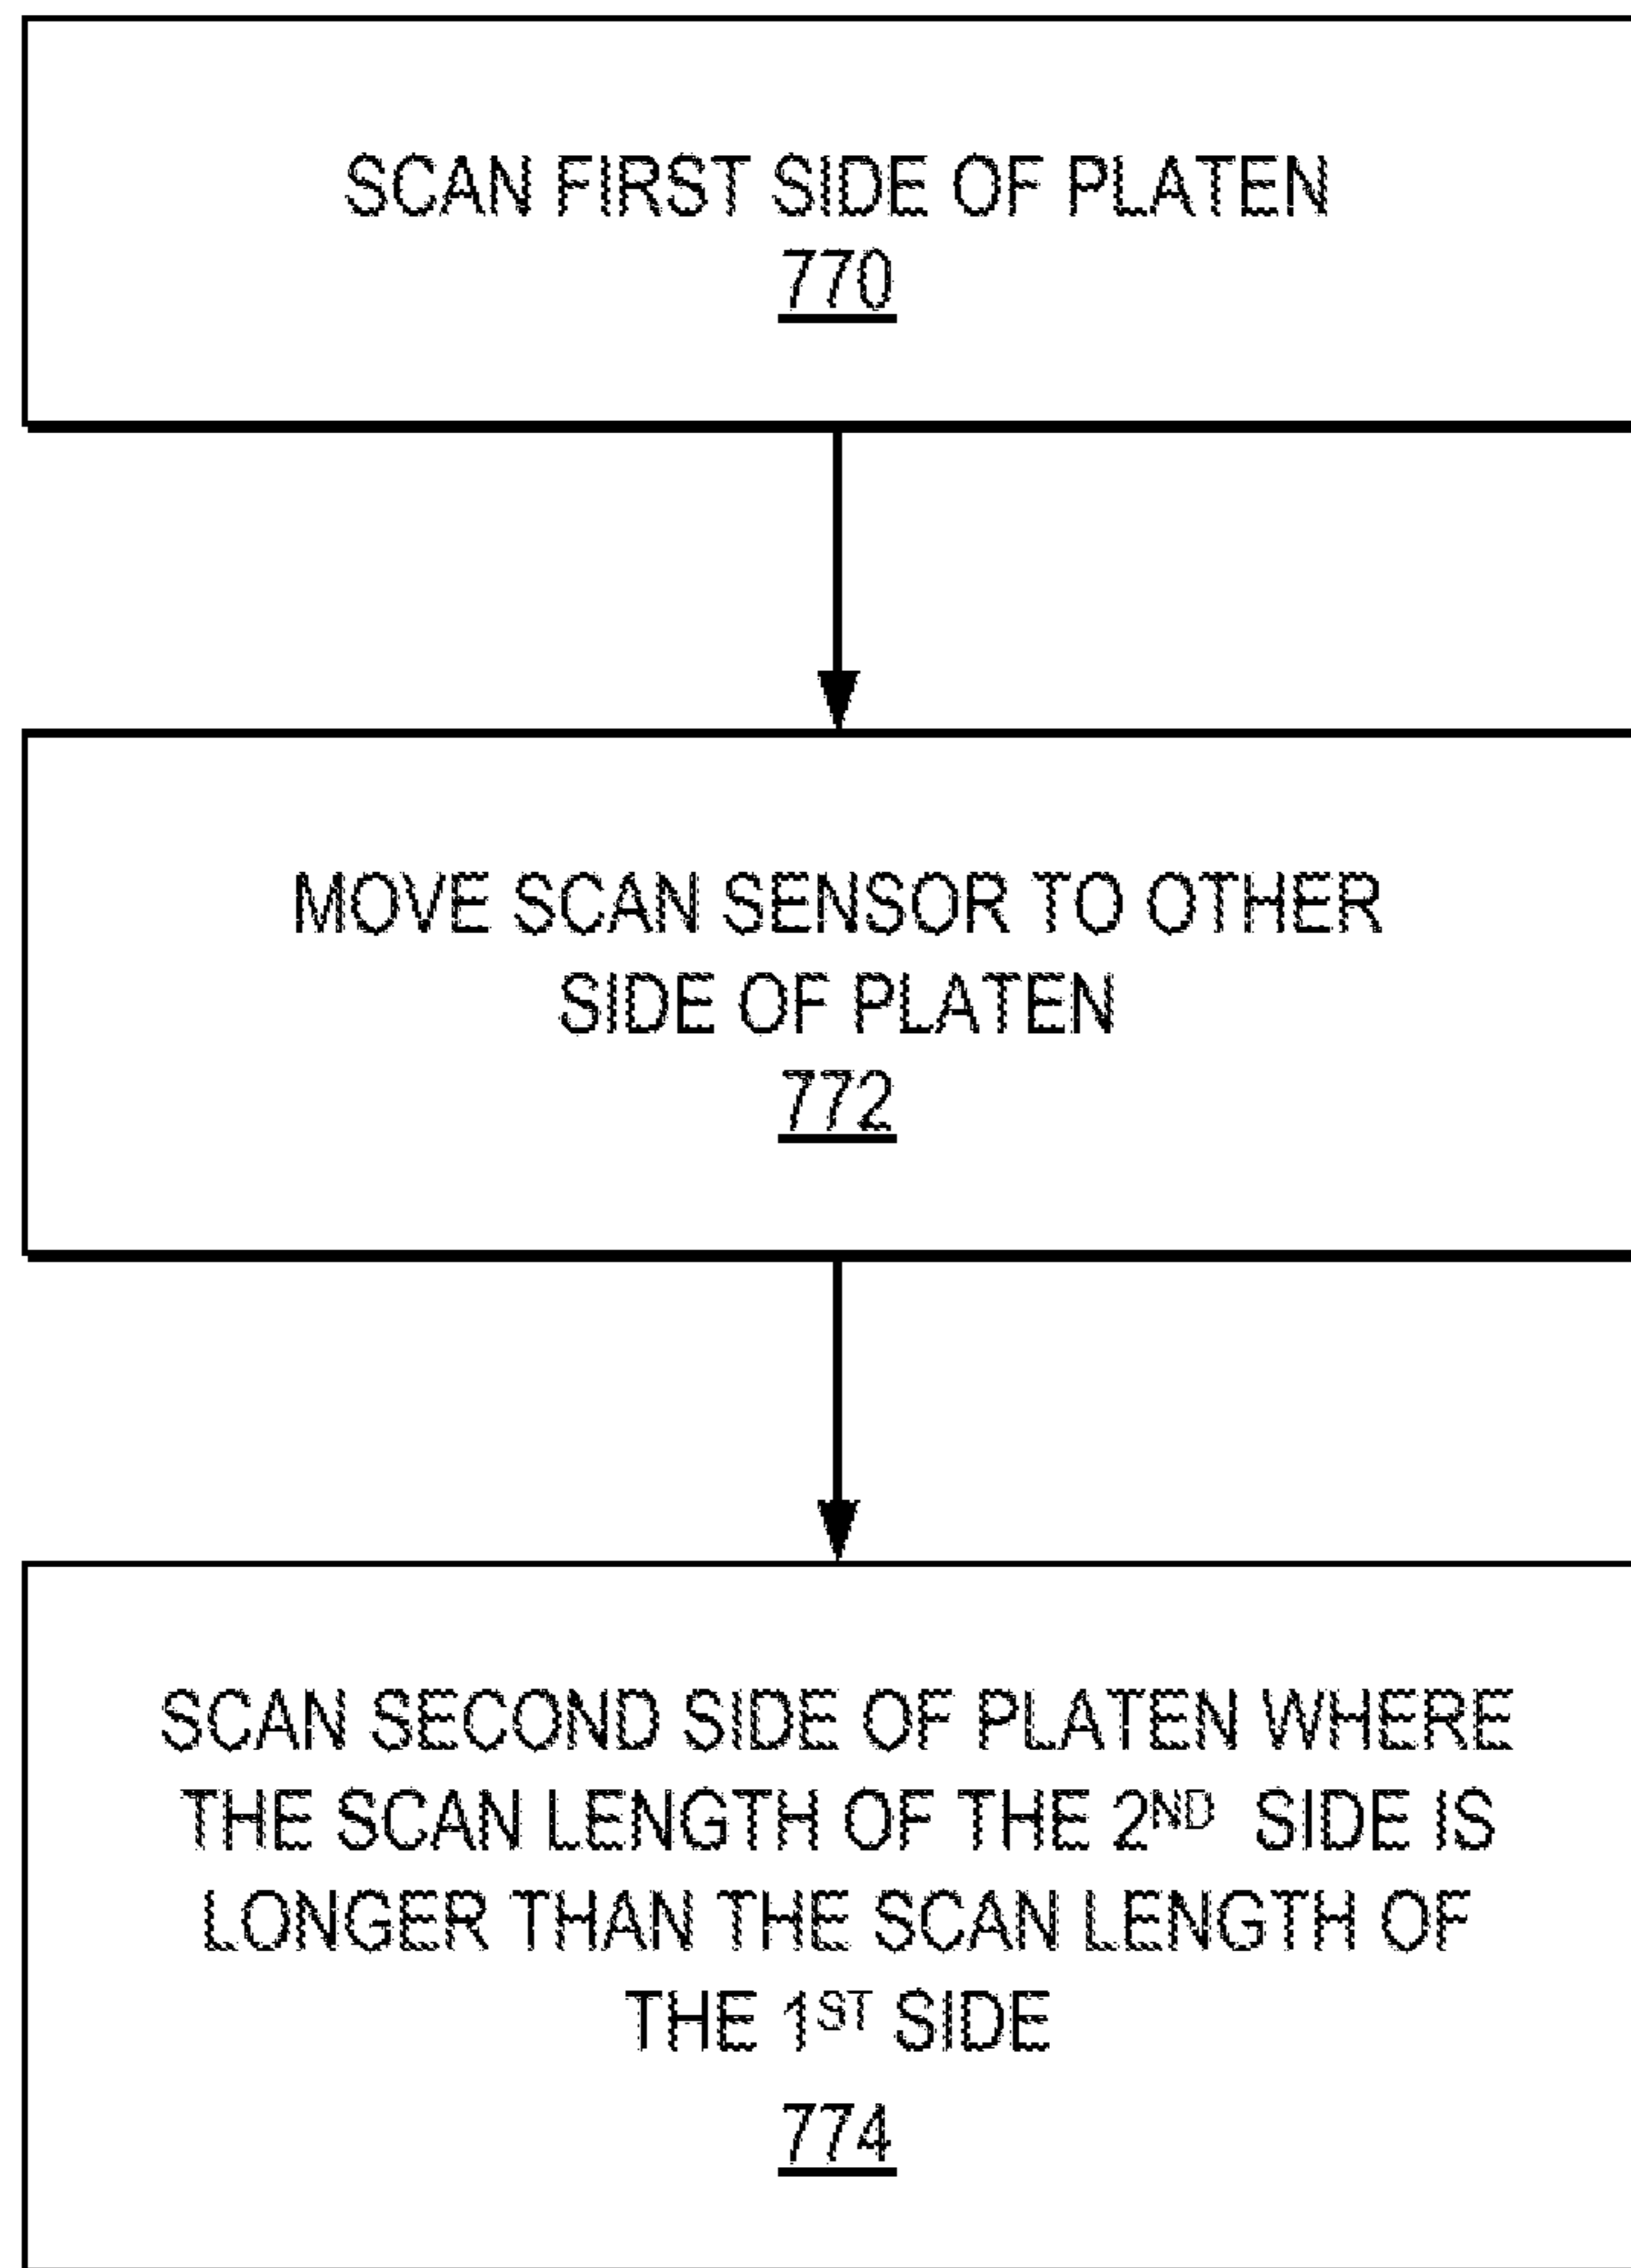 SCAN FIRST SIDE OF PLATEN
770
MOVE SCAN SENSOR TO OTHER
SIDE OF PLATEN
772
SCAN SECOND SIDE OF PLATEN WHERE
THE SCAN LENGTH OF THE 2ND SIDE IS
LONGER THAN THE SCAN LENGTH OF
THE 1ST SIDE
774